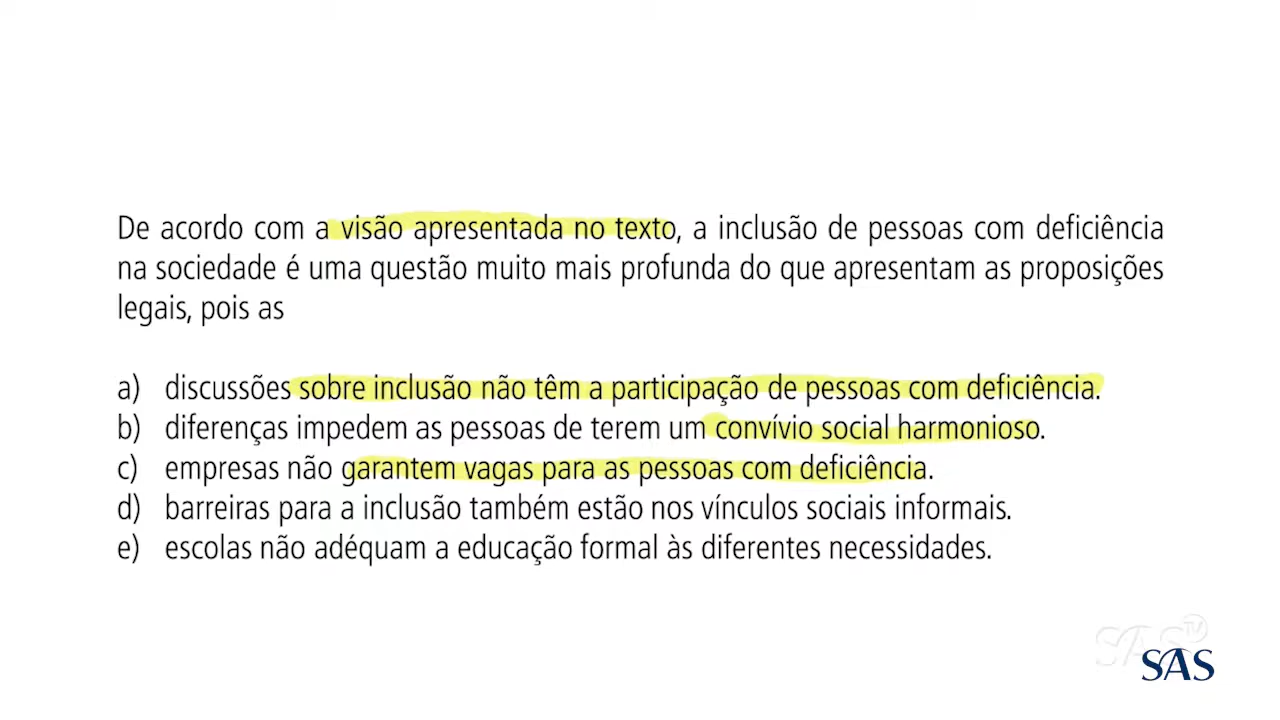 De acordo com a visão apresentada no texto, a inclusão de pessoas com deficiência
na sociedade é uma questão muito mais profunda do que apresentam as proposições
legais, pois as
a) discussões sobre inclusão não têm a participação de pessoas com deficiência.
b) diferenças impedem as pessoas de terem um convívio social harmonioso.
c) empresas não garantem vagas para as pessoas com deficiência.
d) barreiras para a inclusão também estão nos vínculos sociais informais.
e) escolas não adéquam a educação formal às diferentes necessidades.
SAS TV
SAS